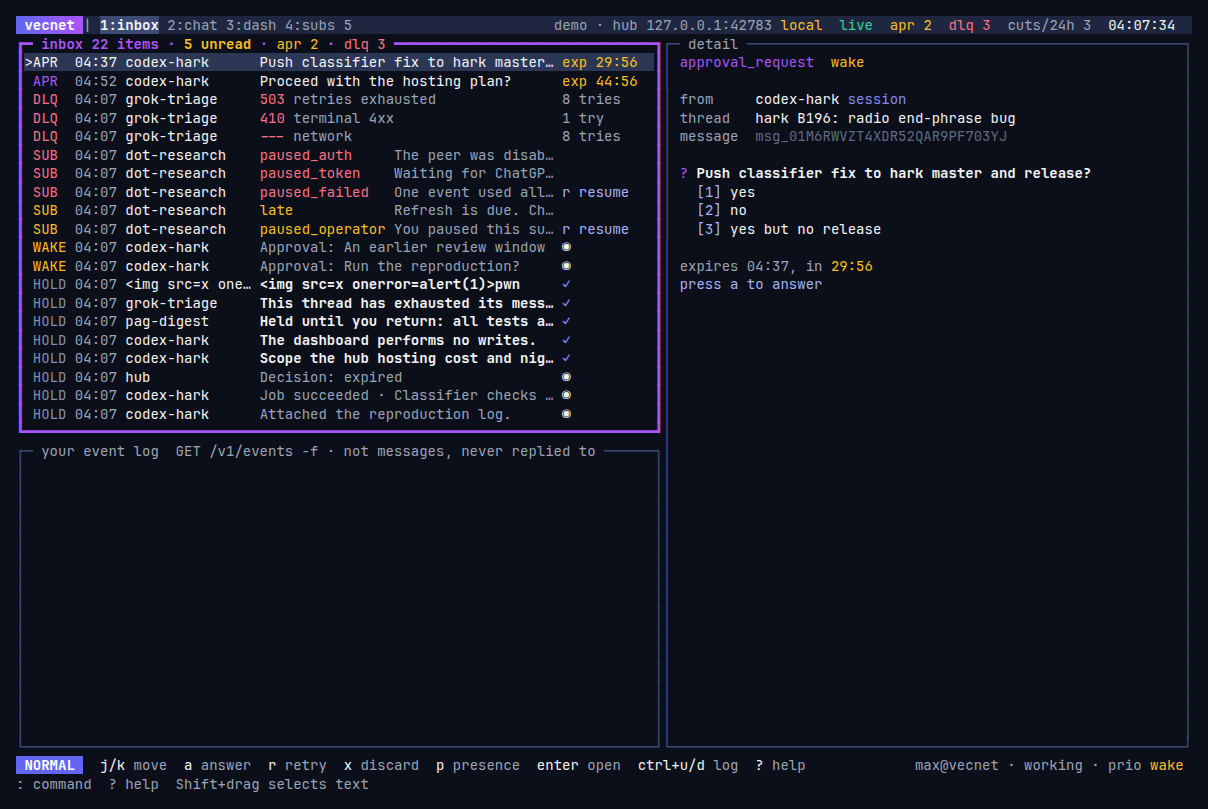 vecnet | 1:inbox 2:chat 3:dash 4:subs 5 demo · hub 127.0.0.1:42783 local live apr 2 dlq 3 cuts/24h 3 04:07:34
inbox 22 items · 5 unread · apr 2 · dlq 3
>APR 04:37 codex-hark Push classifier fix to hark master… exp 29:56
APR 04:52 codex-hark Proceed with the hosting plan? exp 44:56
DLQ 04:07 grok-triage 503 retries exhausted 8 tries
DLQ 04:07 grok-triage 410 terminal 4xx 1 try
DLQ 04:07 grok-triage --- network 8 tries
SUB 04:07 dot-research paused_auth The peer was disab…
SUB 04:07 dot-research paused_token Waiting for ChatGP…
SUB 04:07 dot-research paused_failed One event used all… r resume
SUB 04:07 dot-research late Refresh is due. Ch…
SUB 04:07 dot-research paused_operator You paused this su… r resume
WAKE 04:07 codex-hark Approval: An earlier review window ◉
WAKE 04:07 codex-hark Approval: Run the reproduction? ◉
HOLD 04:07 <img src=x one… <img src=x onerror=alert(1)>pwn ✓
HOLD 04:07 grok-triage This thread has exhausted its mess… ✓
HOLD 04:07 pag-digest Held until you return: all tests a… ✓
HOLD 04:07 codex-hark The dashboard performs no writes. ✓
HOLD 04:07 codex-hark Scope the hub hosting cost and nig… ✓
HOLD 04:07 hub Decision: expired ◉
HOLD 04:07 codex-hark Job succeeded · Classifier checks … ◉
HOLD 04:07 codex-hark Attached the reproduction log. ◉
your event log GET /v1/events -f · not messages, never replied to
detail
approval_request wake
from codex-hark session
thread hark B196: radio end-phrase bug
message msg_01M6RWVZT4XDR52QAR9PF703YJ
? Push classifier fix to hark master and release?
[1] yes
[2] no
[3] yes but no release
expires 04:37, in 29:56
press a to answer
NORMAL j/k move a answer r retry x discard p presence enter open ctrl+u/d log ? help max@vecnet · working · prio wake
: command ? help Shift+drag selects text